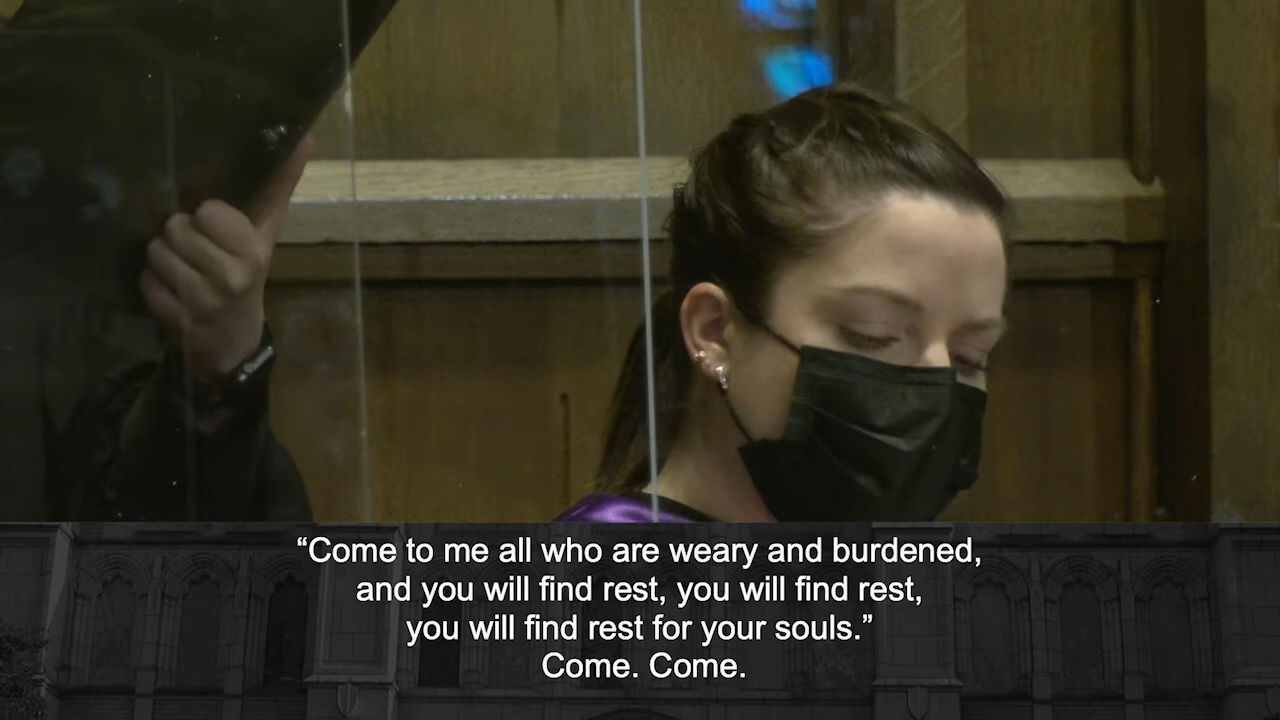 “Come to me all who are weary and burdened,
and you will find rest, you will find rest,
you will find rest for your souls.”
Come. Come.